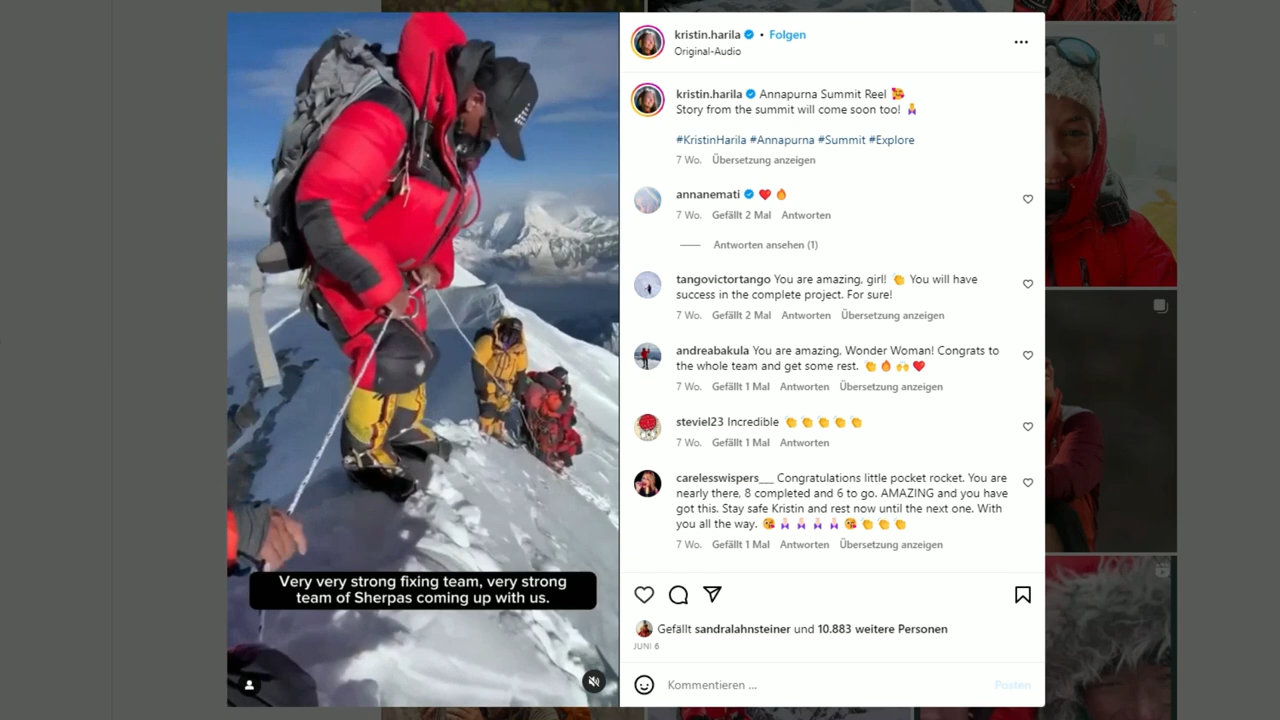 kristin.harila • Folgen
Original-Audio
kristin.harila Annapurna Summit Reel
Story from the summit will come soon too!
#KristinHarila #Annapurna #Summit #Explore
7 Wo. Übersetzung anzeigen
annanemati
7 Wo. Gefällt 2 Mal Antworten
Antworten ansehen (1)
tangovictortango You are amazing, girl! 👏 You will have
success in the complete project. For sure!
7 Wo. Gefällt 2 Mal Antworten Übersetzung anzeigen
andreabakula You are amazing, Wonder Woman! Congrats to
the whole team and get some rest. 👏🔥🙌❤️
7 Wo. Gefällt 1 Mal Antworten Übersetzung anzeigen
steviel23 Incredible 👏👏👏👏👏
7 Wo. Gefällt 1 Mal Antworten
carelesswispers__ Congratulations little pocket rocket. You are
nearly there, 8 completed and 6 to go. AMAZING and you have
got this. Stay safe Kristin and rest now until the next one. With
you all the way.
7 Wo. Gefällt 1 Mal Antworten Übersetzung anzeigen
Very very strong fixing team, very strong
team of Sherpas coming up with us.
Gefällt sandralahnsteiner und 10.883 weitere Personen
JUNI 6
Kommentieren ...
Posten